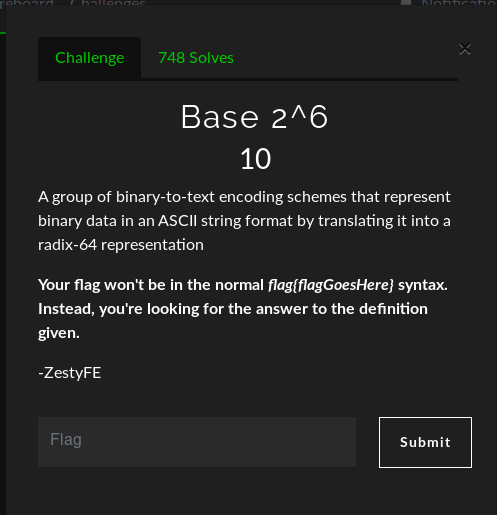 Challenges
Challenge
748 Solves
×
Base 2^6
10
A group of binary-to-text encoding schemes that represent
binary data in an ASCII string format by translating it into a
radix-64 representation
Your flag won't be in the normal flag{flagGoesHere} syntax.
Instead, you're looking for the answer to the definition
given.
-ZestyFE
Flag
Submit